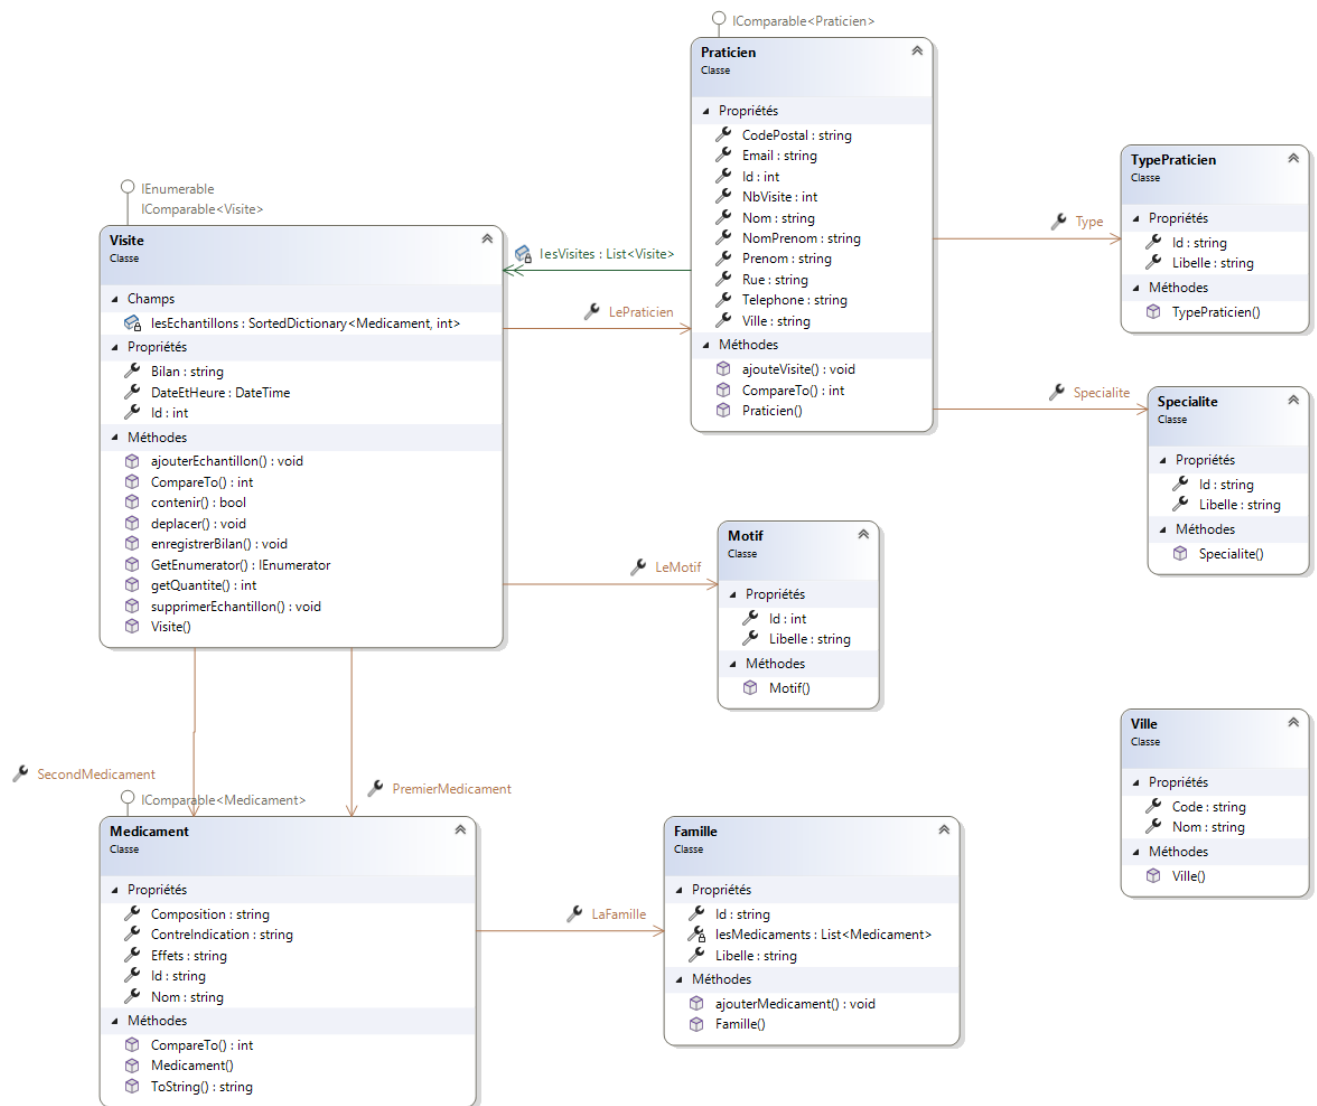 IComparable<Praticien>
Praticien
Classe
Propriétés
CodePostal : string
Email : string
Id : int
NbVisite : int
Nom : string
NomPrenom : string
Prenom : string
Rue : string
Telephone : string
Ville : string
Méthodes
ajouteVisite() : void
CompareTo() : int
Praticien()
Type
TypePraticien
Classe
Propriétés
Id : string
Libelle : string
Méthodes
TypePraticien()
IEnumerable
IComparable<Visite>
Visite
Classe
Champs
lesEchantillons : SortedDictionary<Medicament, int>
Propriétés
Bilan : string
DateEtHeure : DateTime
Id : int
Méthodes
ajouterEchantillon() : void
CompareTo() : int
contenir() : bool
deplacer() : void
enregistrerBilan() : void
GetEnumerator() : IEnumerator
getQuantite() : int
supprimerEchantillon() : void
Visite()
lesVisites : List<Visite>
LePraticien
Specialite
Specialite
Classe
Propriétés
Id : string
Libelle : string
Méthodes
Specialite()
LeMotif
Motif
Classe
Propriétés
Id : int
Libelle : string
Méthodes
Motif()
Ville
Classe
Propriétés
Code : string
Nom : string
Méthodes
Ville()
SecondMedicament
PremierMedicament
IComparable<Medicament>
Medicament
Classe
Propriétés
Composition : string
ContreIndication : string
Effets : string
Id : string
Nom : string
Méthodes
CompareTo() : int
Medicament()
ToString() : string
LaFamille
Famille
Classe
Propriétés
Id : string
lesMedicaments : List<Medicament>
Libelle : string
Méthodes
ajouterMedicament() : void
Famille()